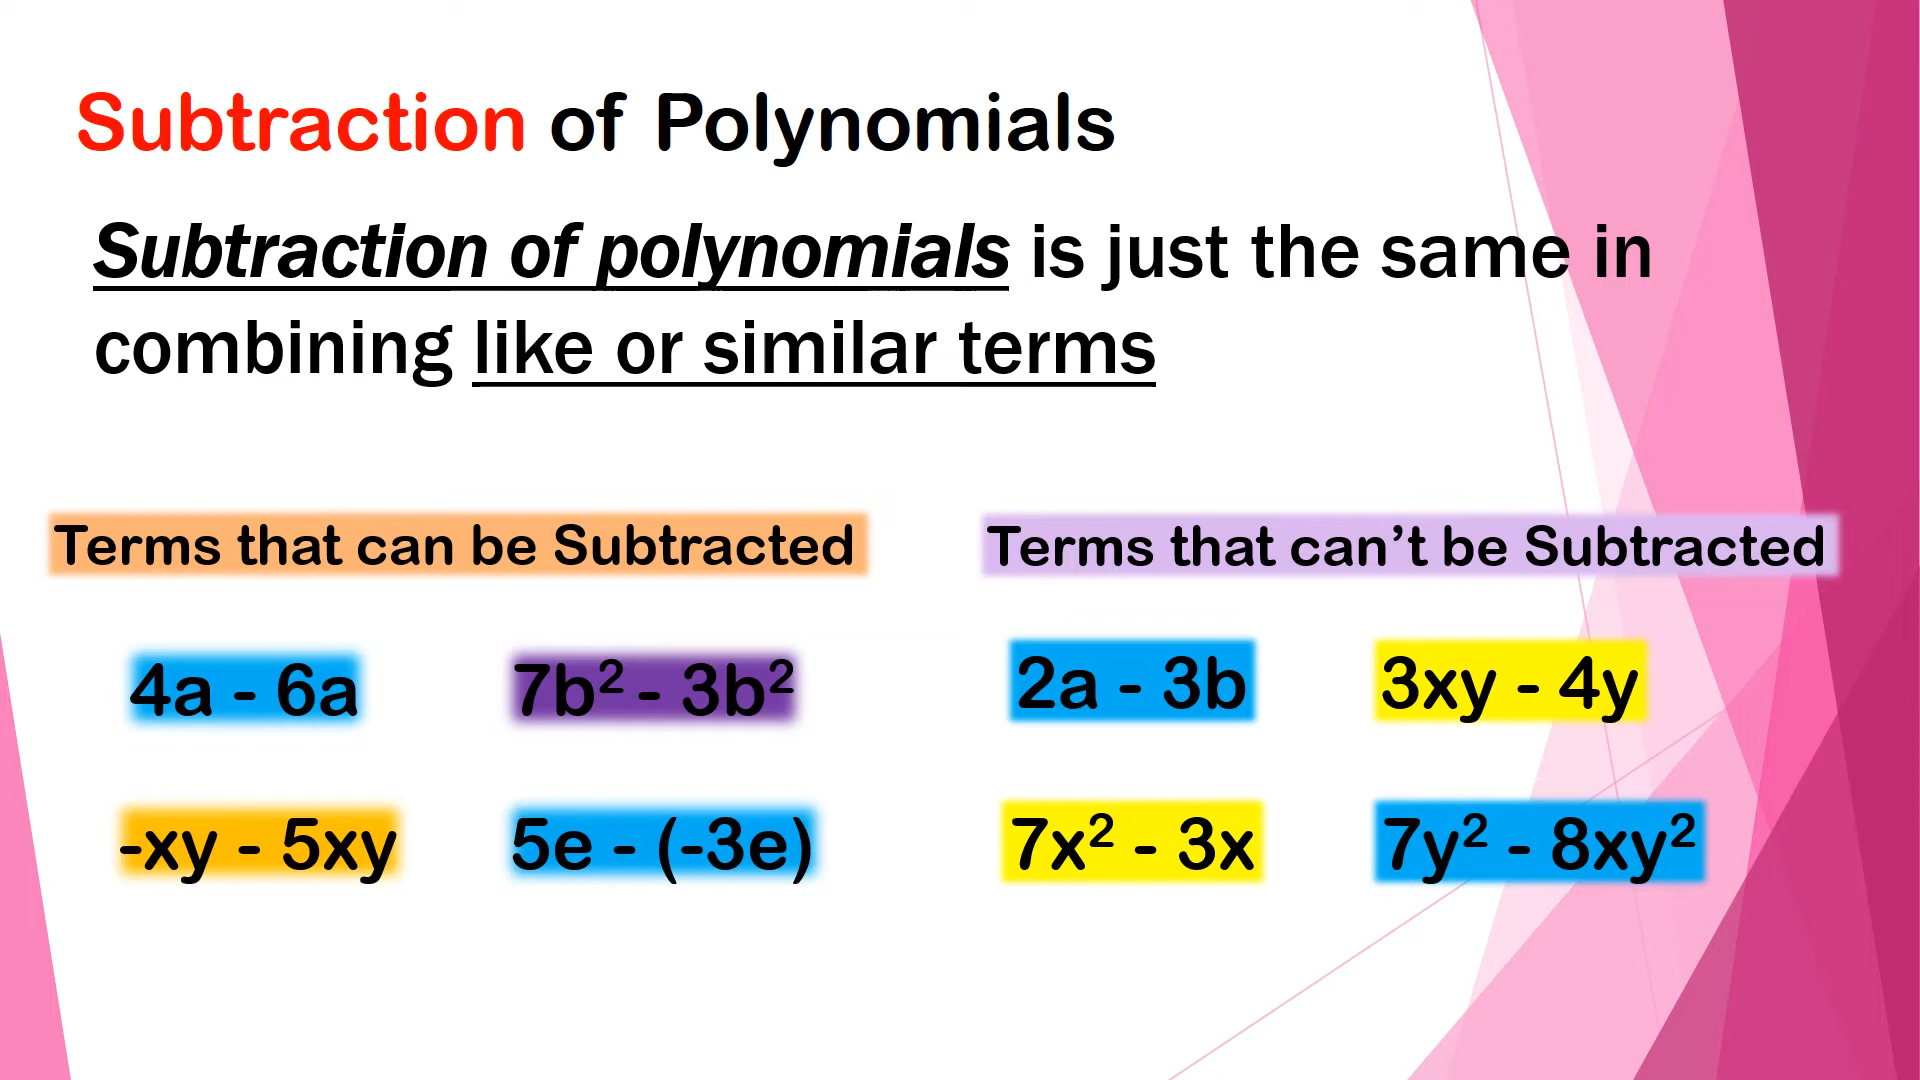 Subtraction of Polynomials
Subtraction of polynomials is just the same in
combining like or similar terms
Terms that can be Subtracted
4a - 6a
7b² - 3b²
-xy - 5xy
5e - (-3e)
Terms that can’t be Subtracted
2a - 3b
3xy - 4y
7x² - 3x
7y² - 8xy²